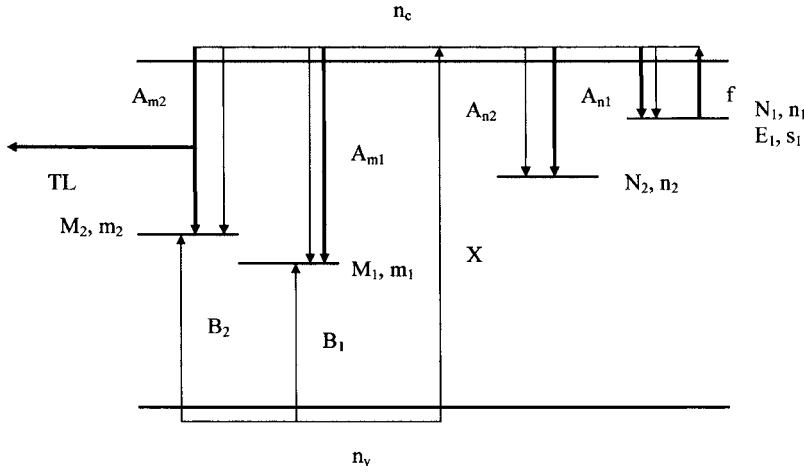 n_c
A_m2
A_m1
A_n2
A_n1
f
N_1, n_1
E_1, s_1
TL
N_2, n_2
M_2, m_2
M_1, m_1
X
B_2
B_1
n_v